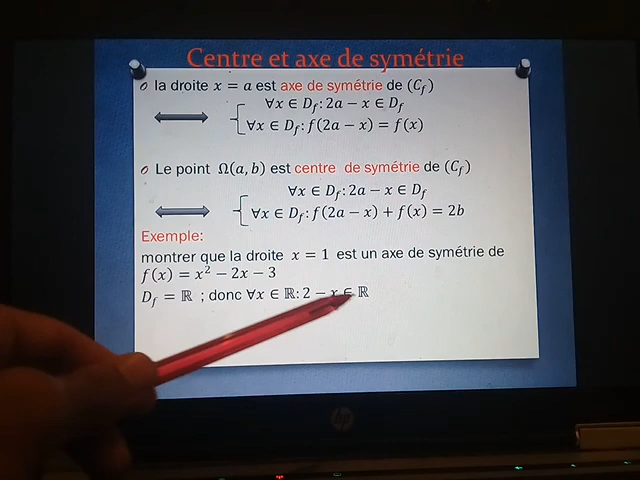 Centre et axe de symétrie
la droite x = a est axe de symétrie de (C_f)
∀x ∈ D_f: 2a − x ∈ D_f
∀x ∈ D_f: f(2a − x) = f(x)
Le point Ω(a, b) est centre de symétrie de (C_f)
∀x ∈ D_f: 2a − x ∈ D_f
∀x ∈ D_f: f(2a − x) + f(x) = 2b
Exemple:
montrer que la droite x = 1 est un axe de symétrie de
f(x) = x² − 2x − 3
D_f = ℝ ; donc ∀x ∈ ℝ: 2 − x ∈ ℝ
hp